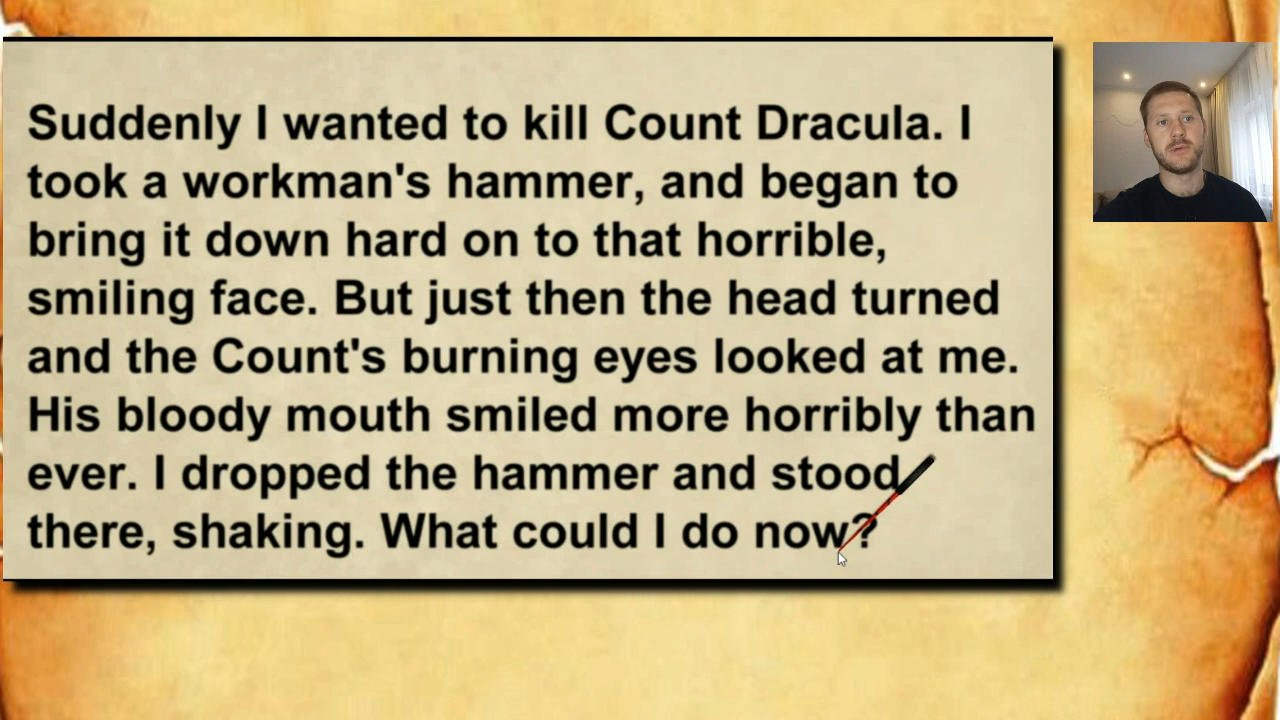 Suddenly I wanted to kill Count Dracula. I
took a workman's hammer, and began to
bring it down hard on to that horrible,
smiling face. But just then the head turned
and the Count's burning eyes looked at me.
His bloody mouth smiled more horribly than
ever. I dropped the hammer and stood
there, shaking. What could I do now?